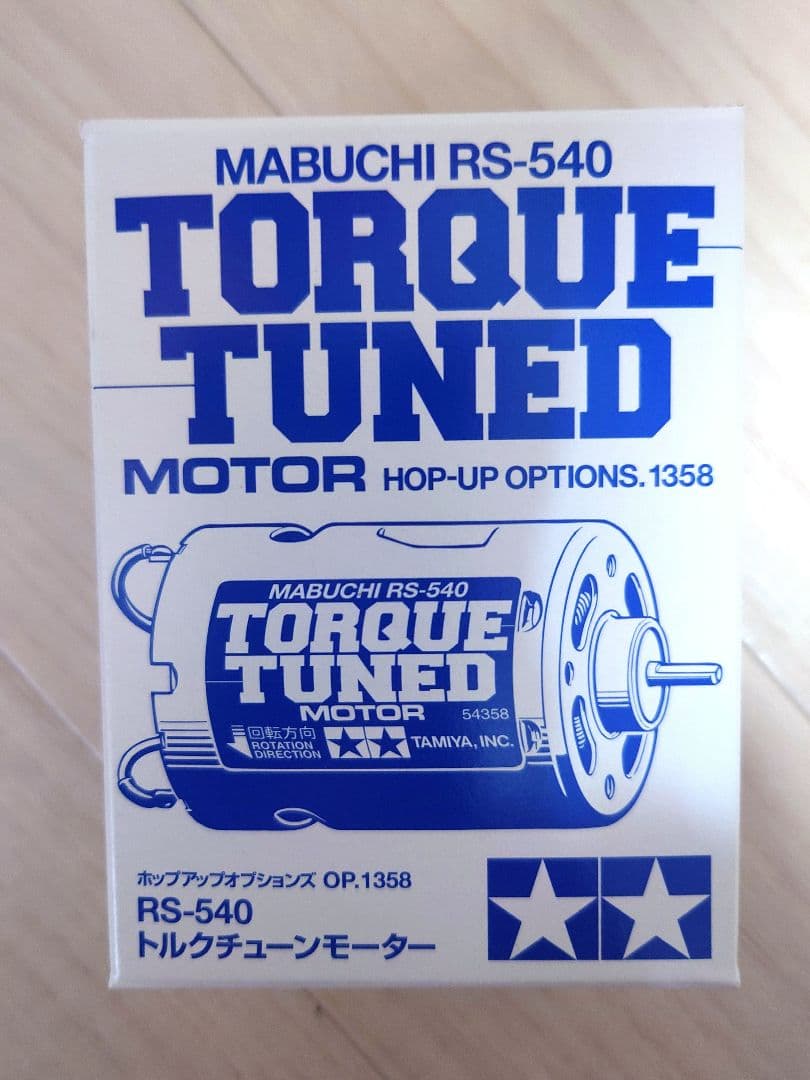 MABUCHI RS-540
TORQUE
TUNED
MOTOR HOP-UP OPTIONS.1358
MABUCHI RS-540
TORQUE
TUNED
MOTOR
54358
回転方向
ROTATION
DIRECTION
TAMIYA, INC.
ホップアップオプションズ OP.1358
RS-540
トルクチューンモーター